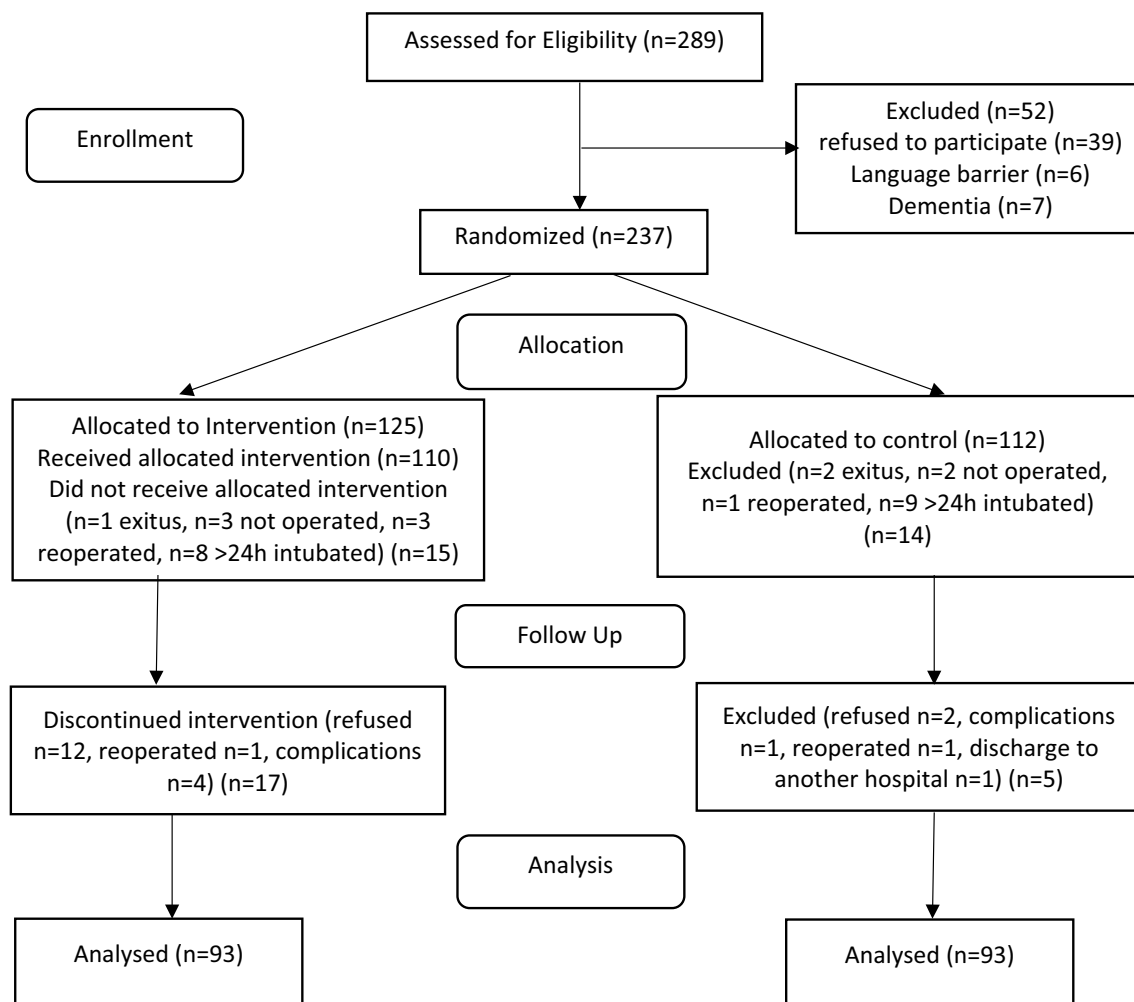 Assessed for Eligibility (n=289)
Enrollment
Excluded (n=52)
refused to participate (n=39)
Language barrier (n=6)
Dementia (n=7)
Randomized (n=237)
Allocation
Allocated to Intervention (n=125)
Received allocated intervention (n=110)
Did not receive allocated intervention
(n=1 exitus, n=3 not operated, n=3
reoperated, n=8 >24h intubated) (n=15)
Allocated to control (n=112)
Excluded (n=2 exitus, n=2 not operated,
n=1 reoperated, n=9 >24h intubated)
(n=14)
Follow Up
Discontinued intervention (refused
n=12, reoperated n=1, complications
n=4) (n=17)
Excluded (refused n=2, complications
n=1, reoperated n=1, discharge to
another hospital n=1) (n=5)
Analysis
Analysed (n=93)
Analysed (n=93)